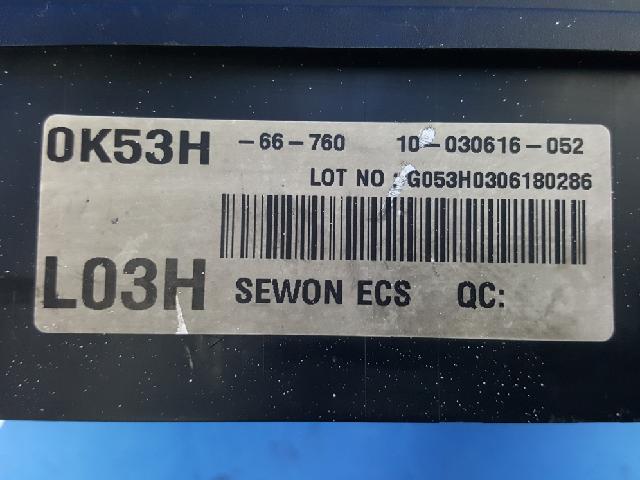 0K53H -66-760 10-030616-052
LOT NO : G053H0306180286
L03H SEWON ECS QC: